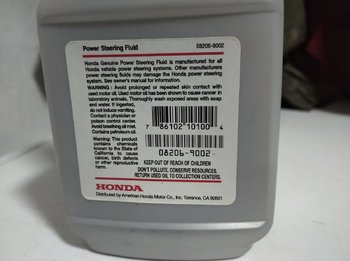 Power Steering Fluid 08206-9002
Honda Genuine Power Steering Fluid is manufactured for all
Honda vehicle power steering systems. Other manufacturers
power steering fluids may damage the Honda power steering
system. See owner's manual for instructions.
WARNING: Avoid prolonged or repeated skin contact with
used motor oil. Used motor oil has been shown to cause cancer in
laboratory animals. Thoroughly wash exposed areas with soap
and water. If ingested,
do not induce vomiting.
Contact a physician or
poison control center.
Avoid breathing oil mist.
Contains petroleum oil.
WARNING: This product
contains chemicals
known to the State of
California to cause
cancer, birth defects
or other reproductive
harm.
7 86102 10100 4
08206-9002
KEEP OUT OF REACH OF CHILDREN
DON'T POLLUTE. CONSERVE RESOURCES.
RETURN USED OIL TO COLLECTION CENTERS.
HONDA
Distributed by American Honda Motor Co., Inc. Torrance, CA 90501